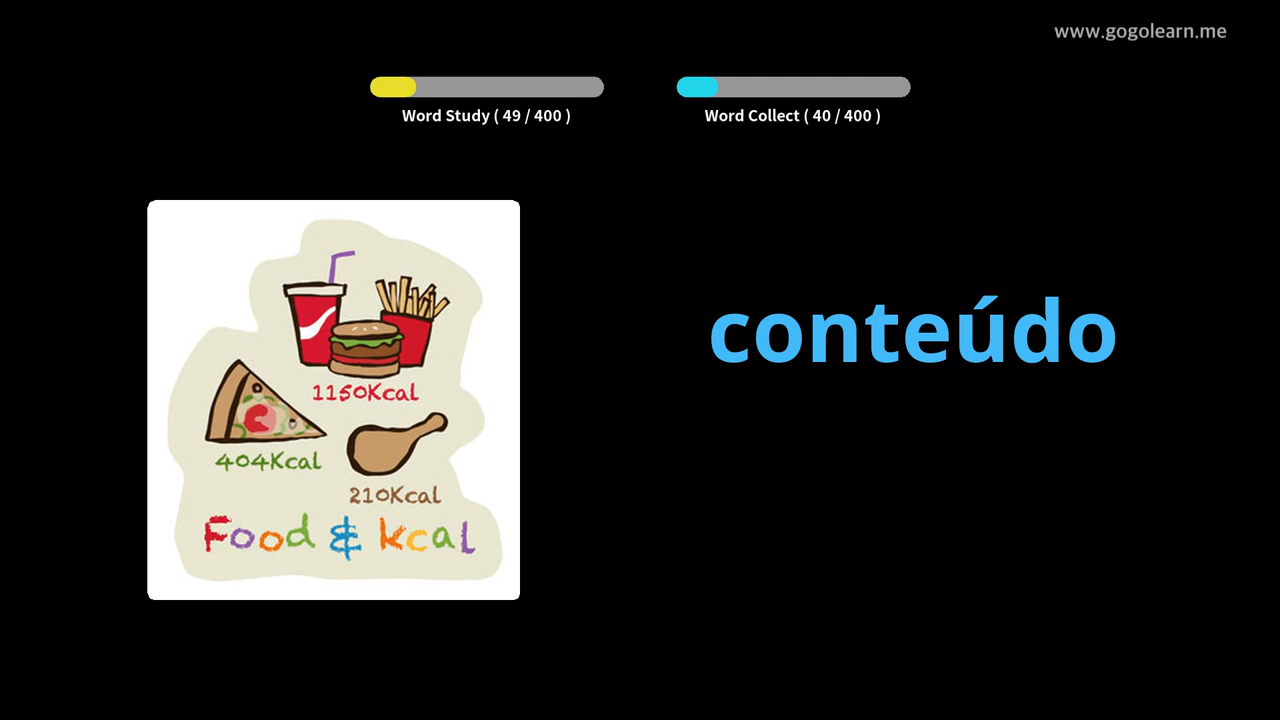 www.gogolearn.me
Word Study ( 49 / 400 )
Word Collect ( 40 / 400 )
1150Kcal
404Kcal
210Kcal
Food & kcal
conteúdo